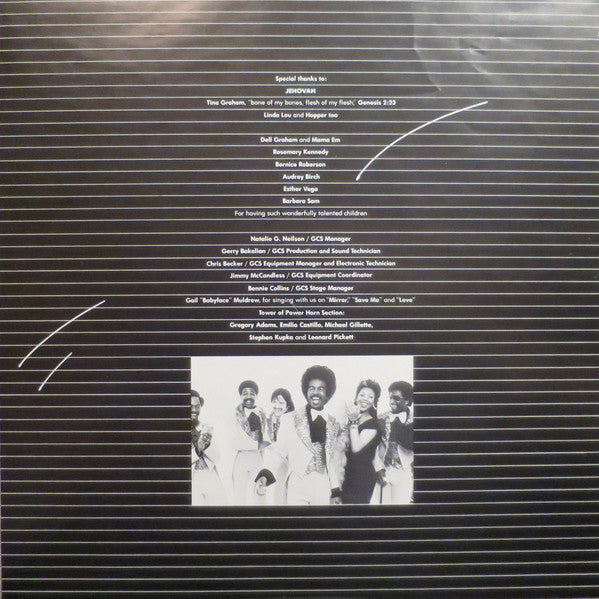 Special thanks to:
JEHOVAH
Tina Graham, "bone of my bones, flesh of my flesh," Genesis 2:23
Linda Lou and Hopper too
Dell Graham and Mama Em
Rosemary Kennedy
Bernice Roberson
Audrey Birch
Esther Vega
Barbara Sam
For having such wonderfully talented children
Natalie G. Neilson / GCS Manager
Gerry Bakalian / GCS Production and Sound Technician
Chris Becker / GCS Equipment Manager and Electronic Technician
Jimmy McCandless / GCS Equipment Coordinator
Bennie Collins / GCS Stage Manager
Gail "Babyface" Muldrew, for singing with us on "Mirror," "Save Me" and "Love"
Tower of Power Horn Section:
Gregory Adams, Emilio Castillo, Michael Gillette,
Stephen Kupka and Leonard Pickett